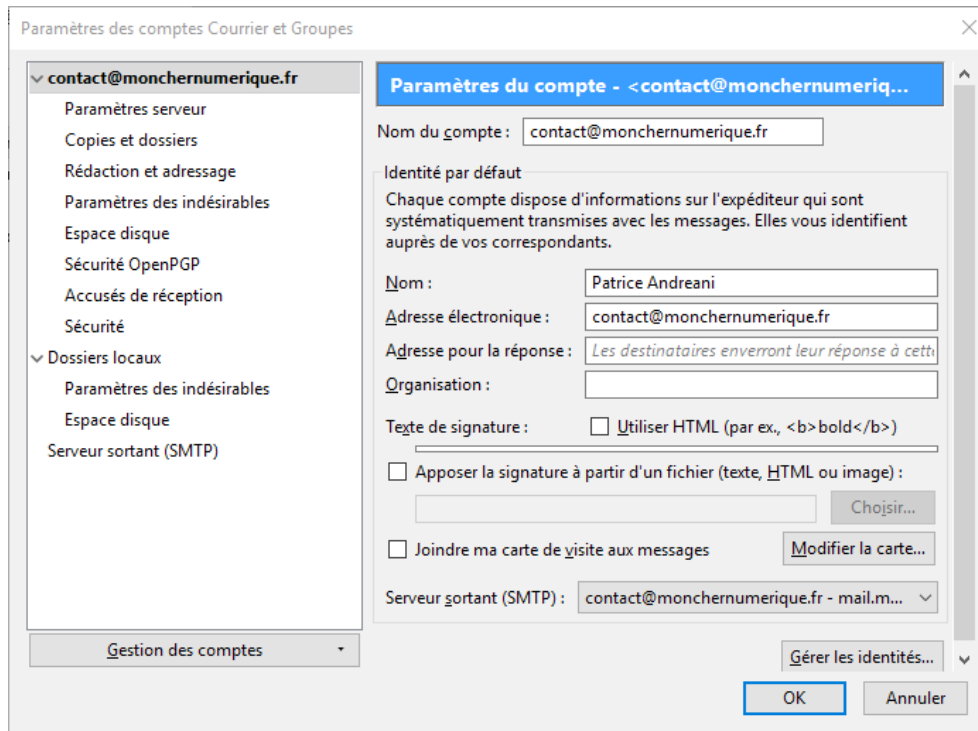 Paramètres des comptes Courrier et Groupes
contact@monchernumerique.fr
Paramètres serveur
Copies et dossiers
Rédaction et adressage
Paramètres des indésirables
Espace disque
Sécurité OpenPGP
Accusés de réception
Sécurité
Dossiers locaux
Paramètres des indésirables
Espace disque
Serveur sortant (SMTP)
Gestion des comptes
Paramètres du compte - <contact@monchernumeriq...
Nom du compte : contact@monchernumerique.fr
Identité par défaut
Chaque compte dispose d'informations sur l'expéditeur qui sont
systématiquement transmises avec les messages. Elles vous identifient
auprès de vos correspondants.
Nom : Patrice Andreani
Adresse électronique : contact@monchernumerique.fr
Adresse pour la réponse : Les destinataires enverront leur réponse à cette
Organisation :
Texte de signature : Utiliser HTML (par ex., <b>bold</b>)
Apposer la signature à partir d'un fichier (texte, HTML ou image) :
Choisir...
Joindre ma carte de visite aux messages Modifier la carte...
Serveur sortant (SMTP) : contact@monchernumerique.fr - mail.m...
Gérer les identités...
OK Annuler